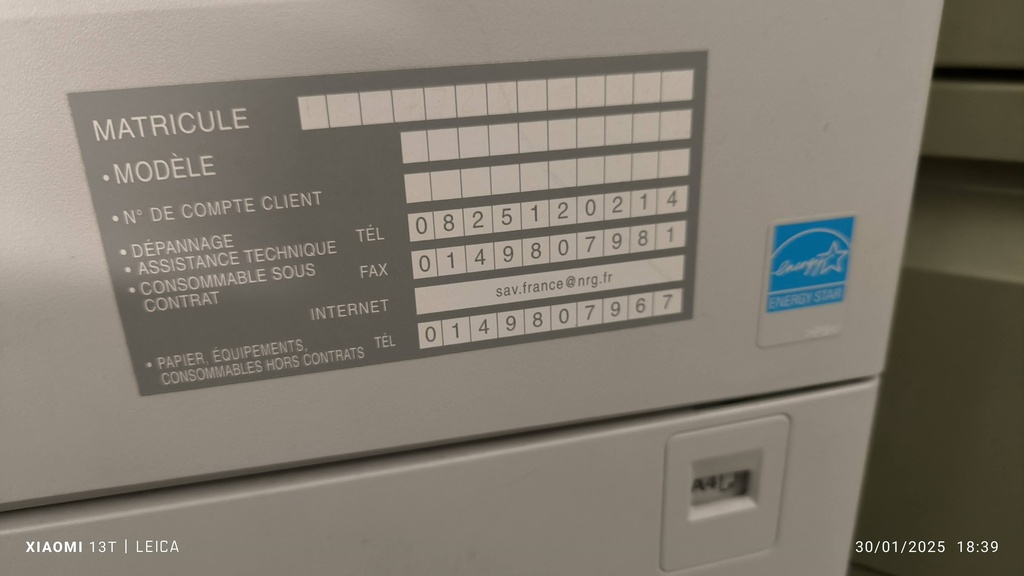 MATRICULE
• MODÈLE
• N° DE COMPTE CLIENT
• DÉPANNAGE
• ASSISTANCE TECHNIQUE
• CONSOMMABLE SOUS
CONTRAT
TÉL 0825120214
FAX 0149807981
INTERNET sav.france@nrg.fr
• PAPIER, ÉQUIPEMENTS,
CONSOMMABLES HORS CONTRATS TÉL 0149807967
energy
ENERGY STAR
A4
XIAOMI 13T | LEICA
30/01/2025 18:39